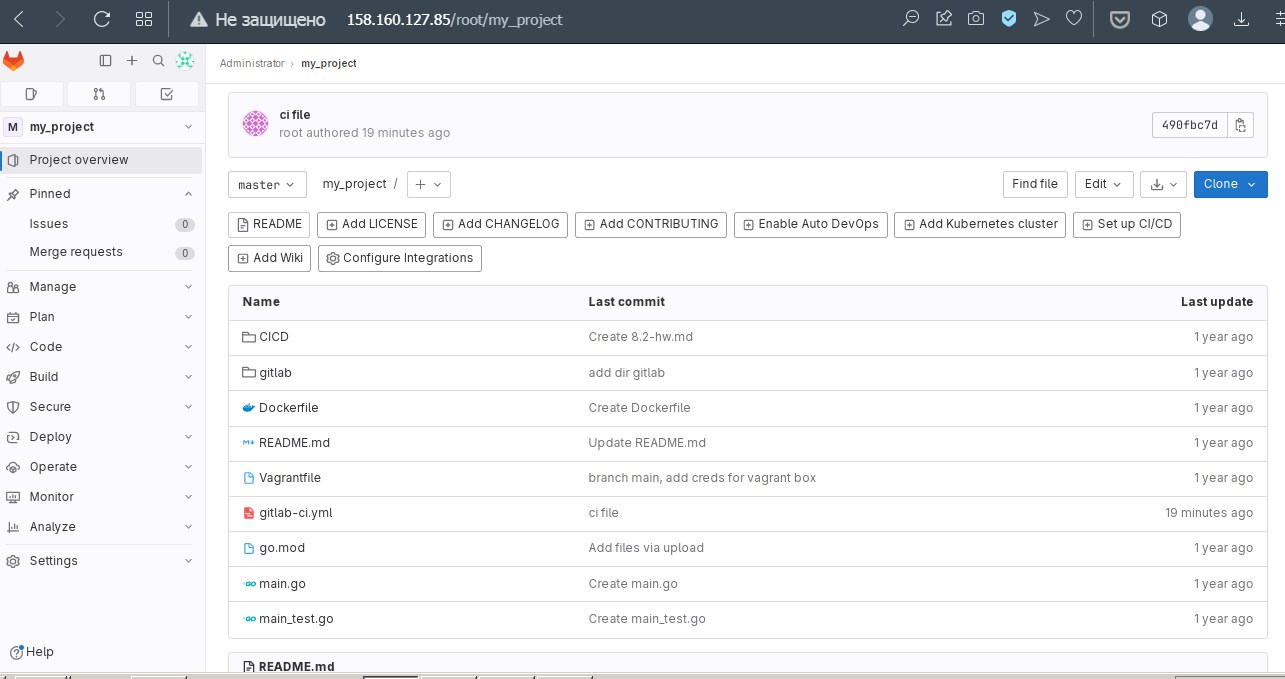 Не защищено 158.160.127.85/root/my_project
Administrator › my_project
M my_project
Project overview
Pinned
Issues 0
Merge requests 0
Manage
Plan
Code
Build
Secure
Deploy
Operate
Monitor
Analyze
Settings
Help
ci file
root authored 19 minutes ago
490fbc7d
master my_project / + Find file Edit Clone
README Add LICENSE Add CHANGELOG Add CONTRIBUTING Enable Auto DevOps Add Kubernetes cluster Set up CI/CD
Add Wiki Configure Integrations
Name Last commit Last update
CICD Create 8.2-hw.md 1 year ago
gitlab add dir gitlab 1 year ago
Dockerfile Create Dockerfile 1 year ago
README.md Update README.md 1 year ago
Vagrantfile branch main, add creds for vagrant box 1 year ago
gitlab-ci.yml ci file 19 minutes ago
go.mod Add files via upload 1 year ago
main.go Create main.go 1 year ago
main_test.go Create main_test.go 1 year ago
README.md